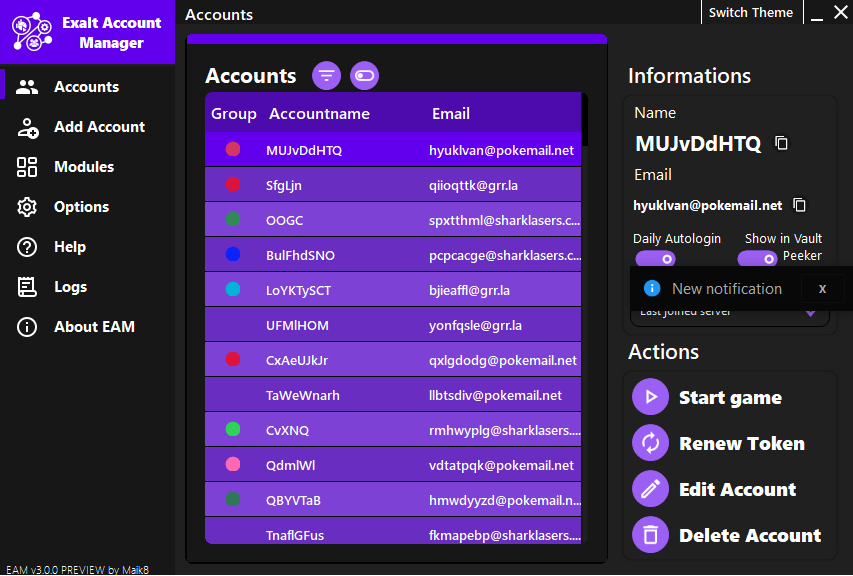 Exalt Account
Manager
Accounts
Switch Theme
Accounts
Add Account
Modules
Options
Help
Logs
About EAM
EAM v3.0.0 PREVIEW by Maik8
Accounts
Group Accountname Email
MUJvDdHTQ hyuklvan@pokemail.net
SfgLjn qiioqttk@grr.la
OOGC spxtthml@sharklasers.c...
BulFhdSNO pcpcacge@sharklasers.c...
LoYKTySCT bjieaffl@grr.la
UFMlHOM yonfqsle@grr.la
CxAeUJkJr qxlgdodg@pokemail.net
TaWeWnarh llbtsdiv@pokemail.net
CvXNQ rmhwyplg@sharklasers....
QdmlWl vdtatpqk@pokemail.net
QBYVTaB hmwdyyzd@pokemail.n...
TnaflGFus fkmapebp@sharklasers....
Informations
Name
MUJvDdHTQ
Email
hyuklvan@pokemail.net
Daily Autologin
Show in Vault
Peeker
New notification x
Last joined server
Actions
Start game
Renew Token
Edit Account
Delete Account